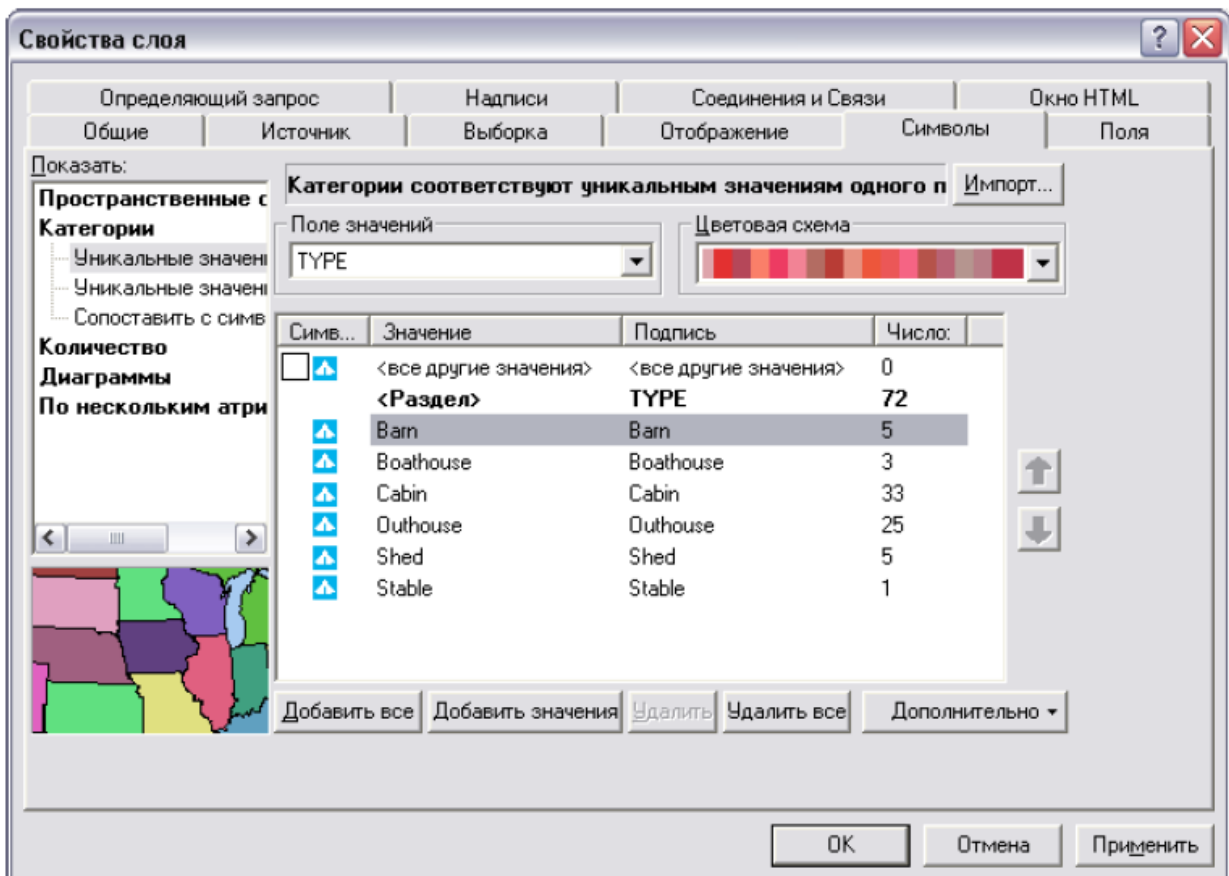 Свойства слоя
Определяющий запрос Надписи Соединения и Связи Окно HTML
Общие Источник Выборка Отображение Символы Поля
Показать:
Пространственные о
Категории
Уникальные значени
Уникальные значени
Сопоставить с симв
Количество
Диаграммы
По нескольким атри
Категории соответствуют уникальным значениям одного п
Импорт...
Поле значений
TYPE
Цветовая схема
Симв... Значение Подпись Число:
<все другие значения> <все другие значения> 0
<Раздел> TYPE 72
Barn Barn 5
Boathouse Boathouse 3
Cabin Cabin 33
Outhouse Outhouse 25
Shed Shed 5
Stable Stable 1
Добавить все Добавить значения Удалить Удалить все Дополнительно
OK Отмена Применить